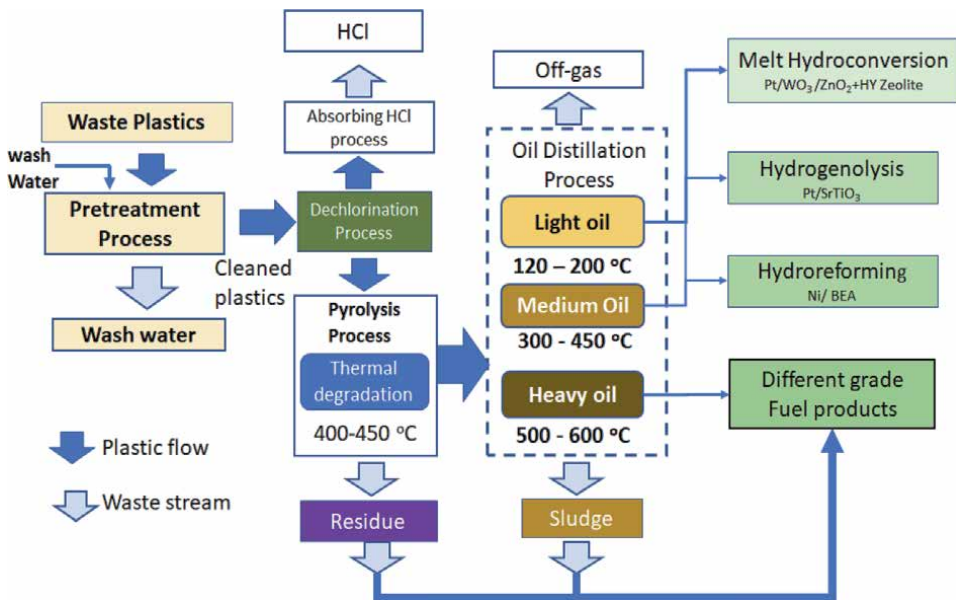 HCl
Off-gas
Melt Hydroconversion
Pt/WO₃/ZnO₂+HY Zeolite
Waste Plastics
Absorbing HCl
process
wash
Water
Oil Distillation
Process
Hydrogenolysis
Pt/SrTiO₃
Pretreatment
Process
Dechlorination
Process
Light oil
Cleaned
plastics
120 – 200 °C
Hydroreforming
Ni/ BEA
Wash water
Pyrolysis
Process
Medium Oil
300 - 450 °C
Thermal
degradation
Heavy oil
Different grade
Fuel products
400-450 °C
500 - 600 °C
Plastic flow
Waste stream
Residue
Sludge